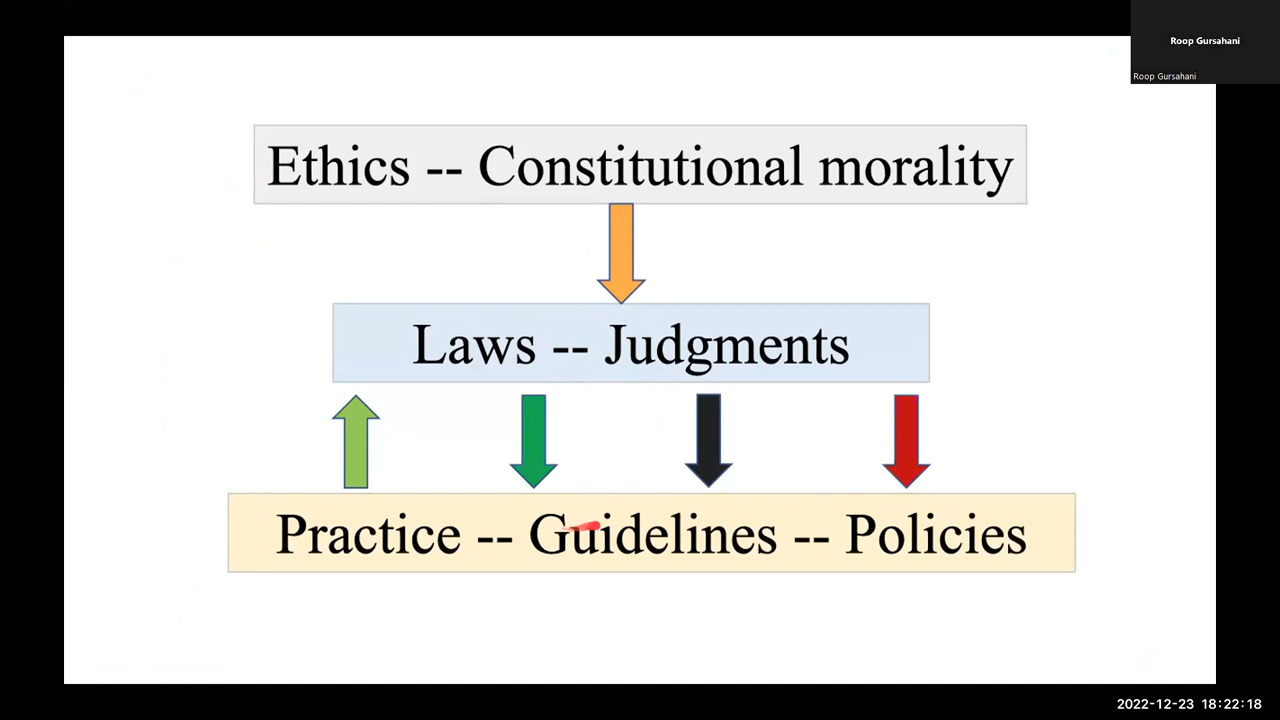 Roop Gursahani
Roop Gursahani
Ethics -- Constitutional morality
Laws -- Judgments
Practice -- Guidelines -- Policies
2022-12-23 18:22:18